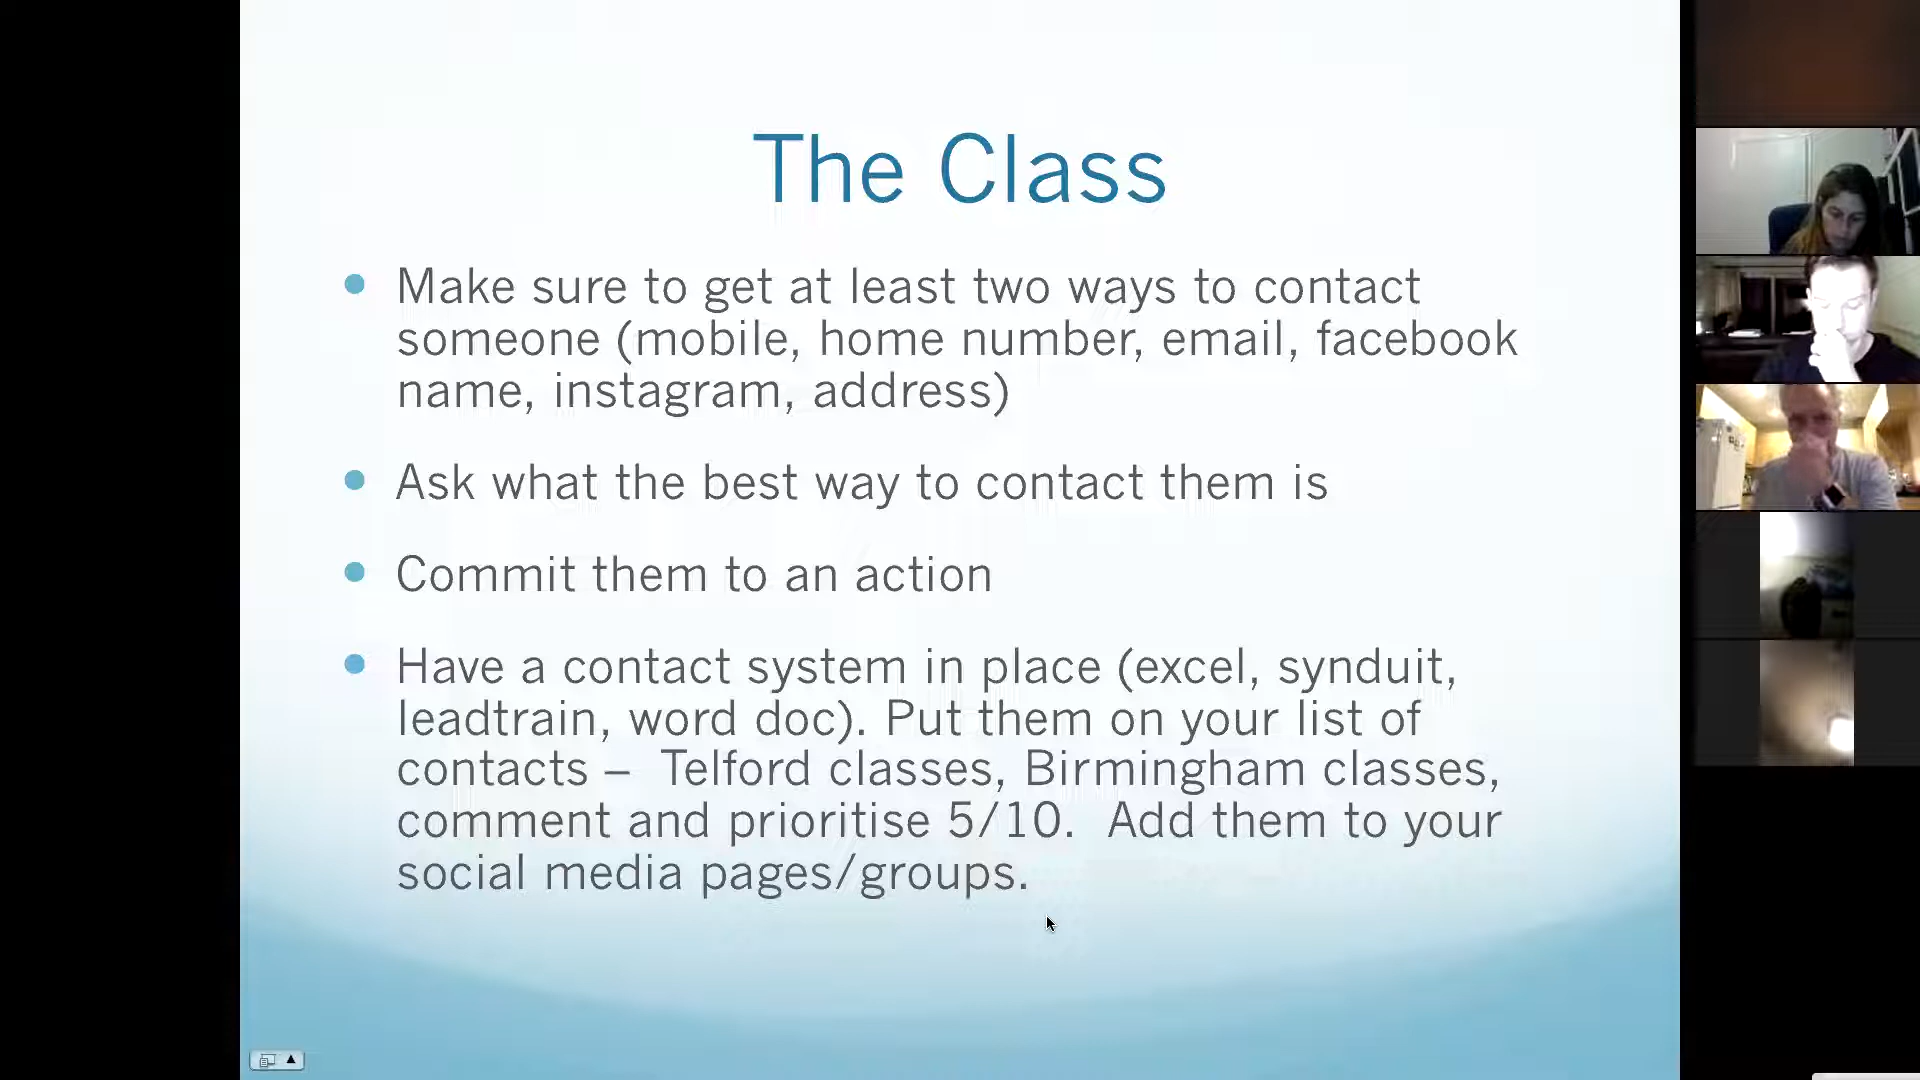 The Class
Make sure to get at least two ways to contact
someone (mobile, home number, email, facebook
name, instagram, address)
Ask what the best way to contact them is
Commit them to an action
Have a contact system in place (excel, synduit,
leadtrain, word doc). Put them on your list of
contacts –  Telford classes, Birmingham classes,
comment and prioritise 5/10.  Add them to your
social media pages/groups.